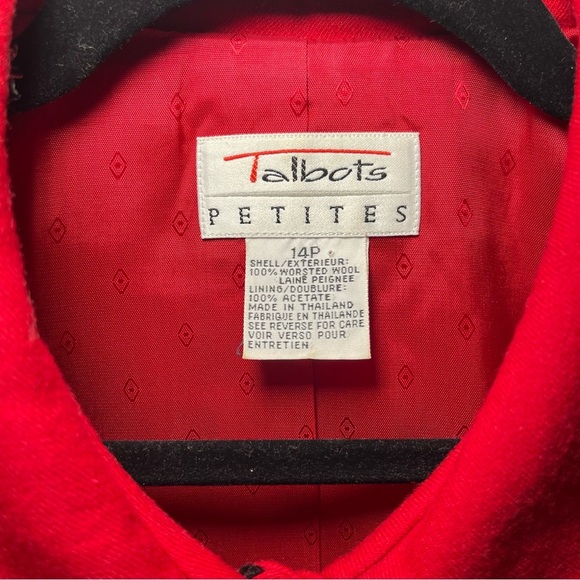 Talbots
PETITES
14P
SHELL/EXTERIEUR:
100% WORSTED WOOL
LAINE PEIGNEE
LINING/DOUBLURE:
100% ACETATE
MADE IN THAILAND
FABRIQUE EN THAILANDE
SEE REVERSE FOR CARE
VOIR VERSO POUR
ENTRETIEN.